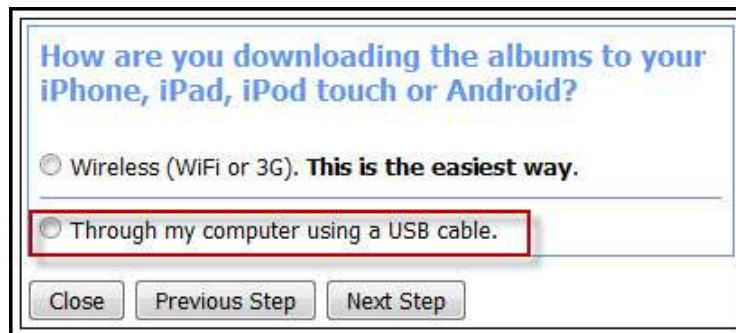 How are you downloading the albums to your
iPhone, iPad, iPod touch or Android?
Wireless (WiFi or 3G). This is the easiest way.
Through my computer using a USB cable.
Close Previous Step Next Step